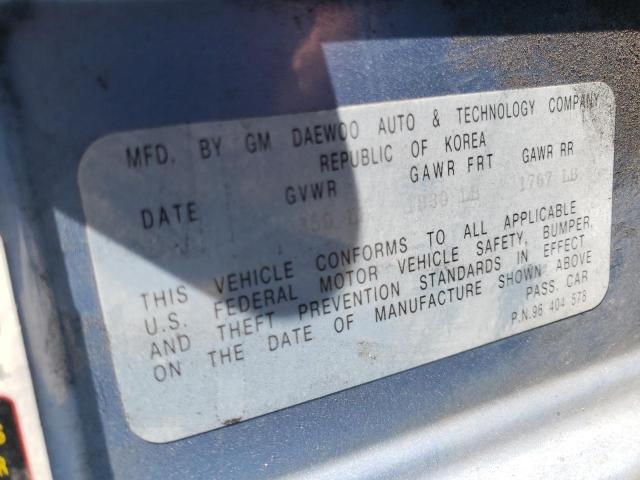 MFD. BY GM DAEWOO AUTO & TECHNOLOGY COMPANY
REPUBLIC OF KOREA
DATE GVWR GAWR FRT GAWR RR
1830 LB 1767 LB
THIS VEHICLE CONFORMS TO ALL APPLICABLE
U.S. FEDERAL MOTOR VEHICLE SAFETY, BUMPER,
AND THEFT PREVENTION STANDARDS IN EFFECT
ON THE DATE OF MANUFACTURE SHOWN ABOVE
PASS. CAR
P.N.96 404 578